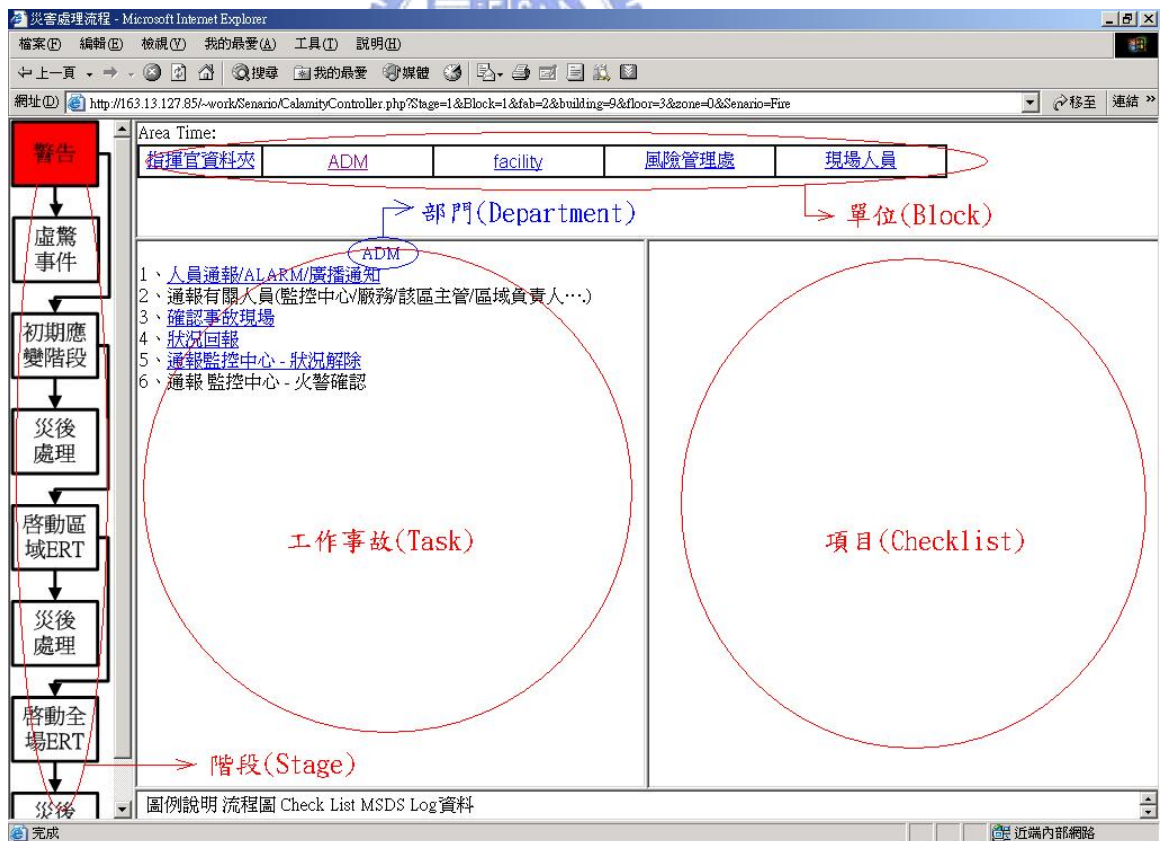 災害處理流程 - Microsoft Internet Explorer
檔案(F) 編輯(E) 檢視(V) 我的最愛(A) 工具(T) 說明(H)
上一頁 搜尋 我的最愛 媒體
網址(D) http://163.13.127.85/~work/Senario/CalamityController.php?Stage=1&Block=1&fab=2&building=9&floor=3&zone=0&Senario=Fire 移至 連結 »
警告
虛驚
事件
初期應
變階段
災後
處理
啓動區
域ERT
災後
處理
啓動全
場ERT
災後
Area Time:
指揮官資料夾 ADM facility 風險管理處 現場人員
部門(Department)
單位(Block)
ADM
1、人員通報/ALARM/廣播通知
2、通報有關人員(監控中心/廠務/該區主管/區域負責人….)
3、確認事故現場
4、狀況回報
5、通報監控中心 - 狀況解除
6、通報 監控中心 - 火警確認
工作事故(Task)
項目(Checklist)
階段(Stage)
圖例說明 流程圖 Check List MSDS Log資料
完成 近端內部網路